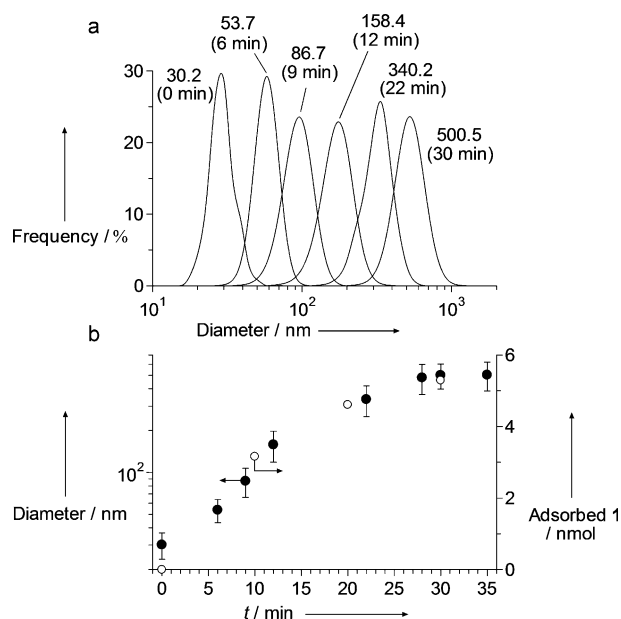 a
30.2
(0 min)
53.7
(6 min)
86.7
(9 min)
158.4
(12 min)
340.2
(22 min)
500.5
(30 min)
30
20
10
0
Frequency / %
10¹
10²
10³
Diameter / nm
b
10²
Diameter / nm
6
4
2
0
Adsorbed 1
/ nmol
0 5 10 15 20 25 30 35
t / min